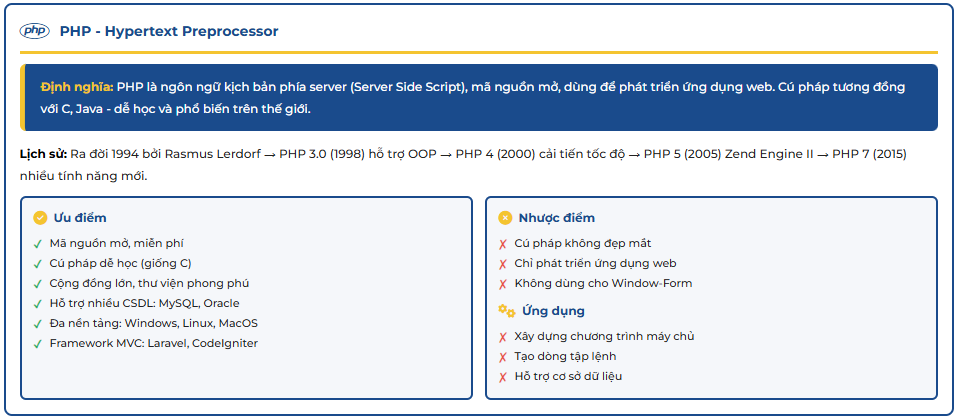 php PHP - Hypertext Preprocessor
Định nghĩa: PHP là ngôn ngữ kịch bản phía server (Server Side Script), mã nguồn mở, dùng để phát triển ứng dụng web. Cú pháp tương đồng
với C, Java - dễ học và phổ biến trên thế giới.
Lịch sử: Ra đời 1994 bởi Rasmus Lerdorf → PHP 3.0 (1998) hỗ trợ OOP → PHP 4 (2000) cải tiến tốc độ → PHP 5 (2005) Zend Engine II → PHP 7 (2015)
nhiều tính năng mới.
Ưu điểm
✓ Mã nguồn mở, miễn phí
✓ Cú pháp dễ học (giống C)
✓ Cộng đồng lớn, thư viện phong phú
✓ Hỗ trợ nhiều CSDL: MySQL, Oracle
✓ Đa nền tảng: Windows, Linux, MacOS
✓ Framework MVC: Laravel, CodeIgniter
Nhược điểm
✗ Cú pháp không đẹp mắt
✗ Chỉ phát triển ứng dụng web
✗ Không dùng cho Window-Form
Ứng dụng
✗ Xây dựng chương trình máy chủ
✗ Tạo dòng tập lệnh
✗ Hỗ trợ cơ sở dữ liệu